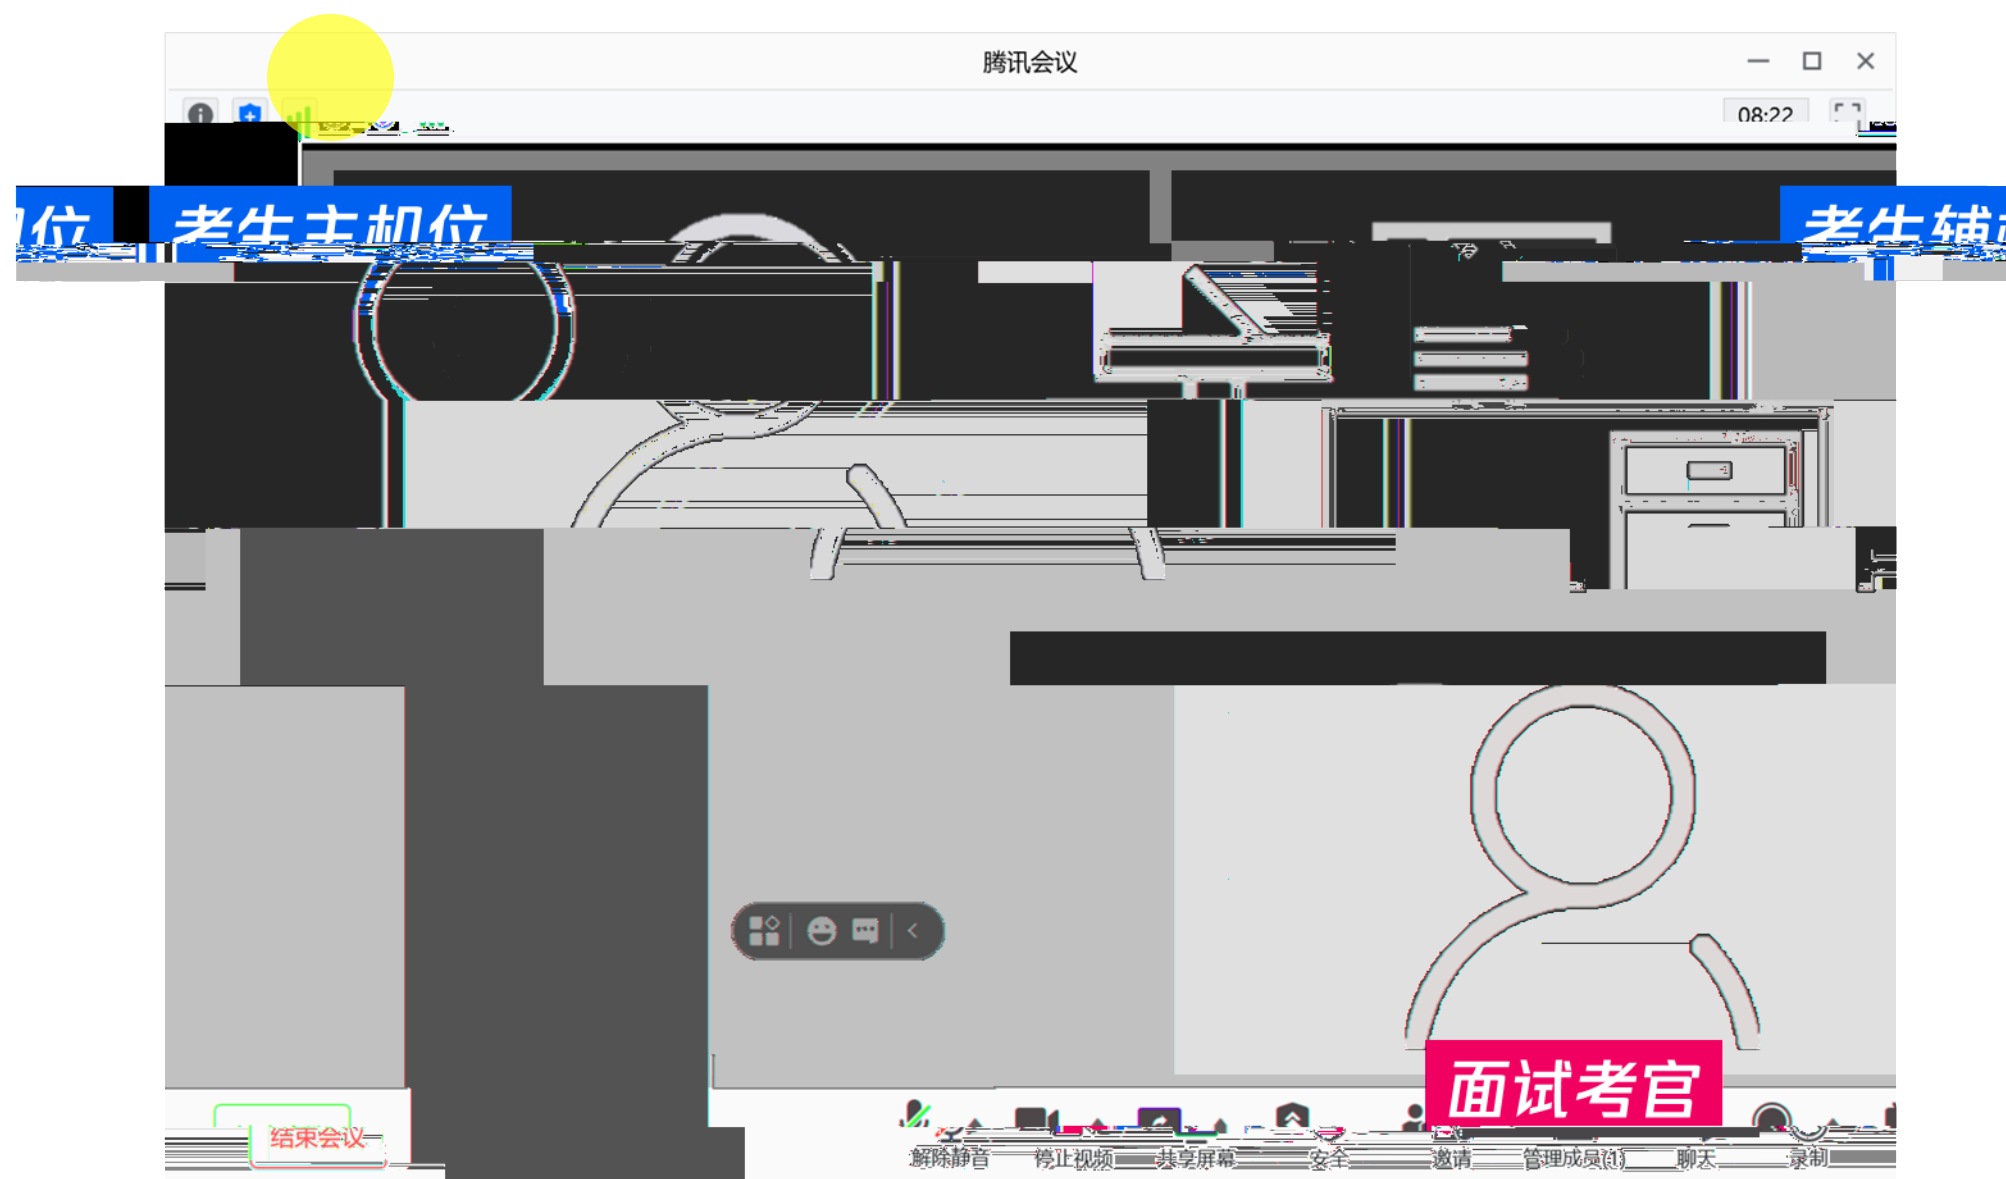 腾讯会议
08:22
机位 考生主机位 考生辅
面试考官
结束会议
解除静音 停止视频 共享屏幕 安全 邀请 管理成员(1) 聊天 录制